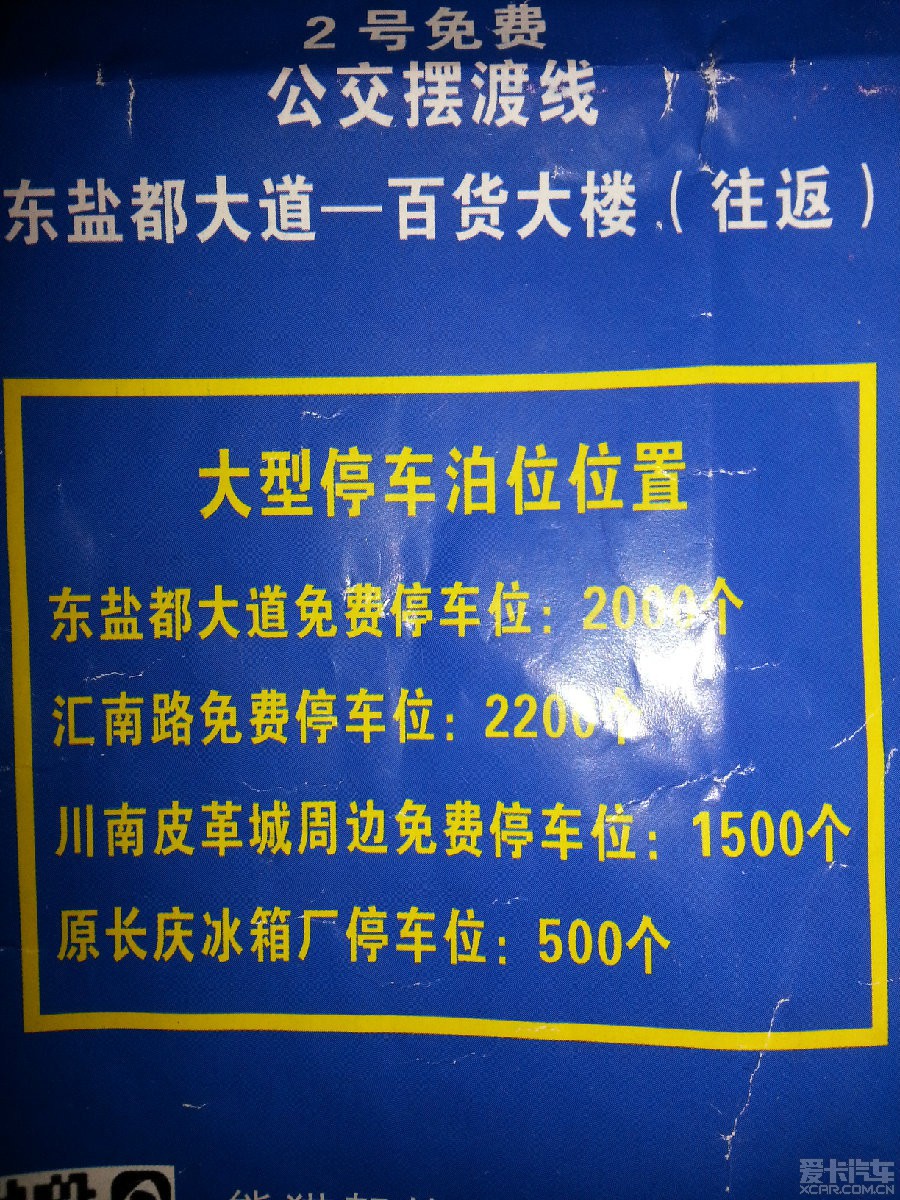 2号免费
公交摆渡线
东盐都大道—百货大楼（往返）
大型停车泊位位置
东盐都大道免费停车位：2000个
汇南路免费停车位：2200个
川南皮革城周边免费停车位：1500个
原长庆冰箱厂停车位：500个
爱卡汽车
XCAR.COM.CN